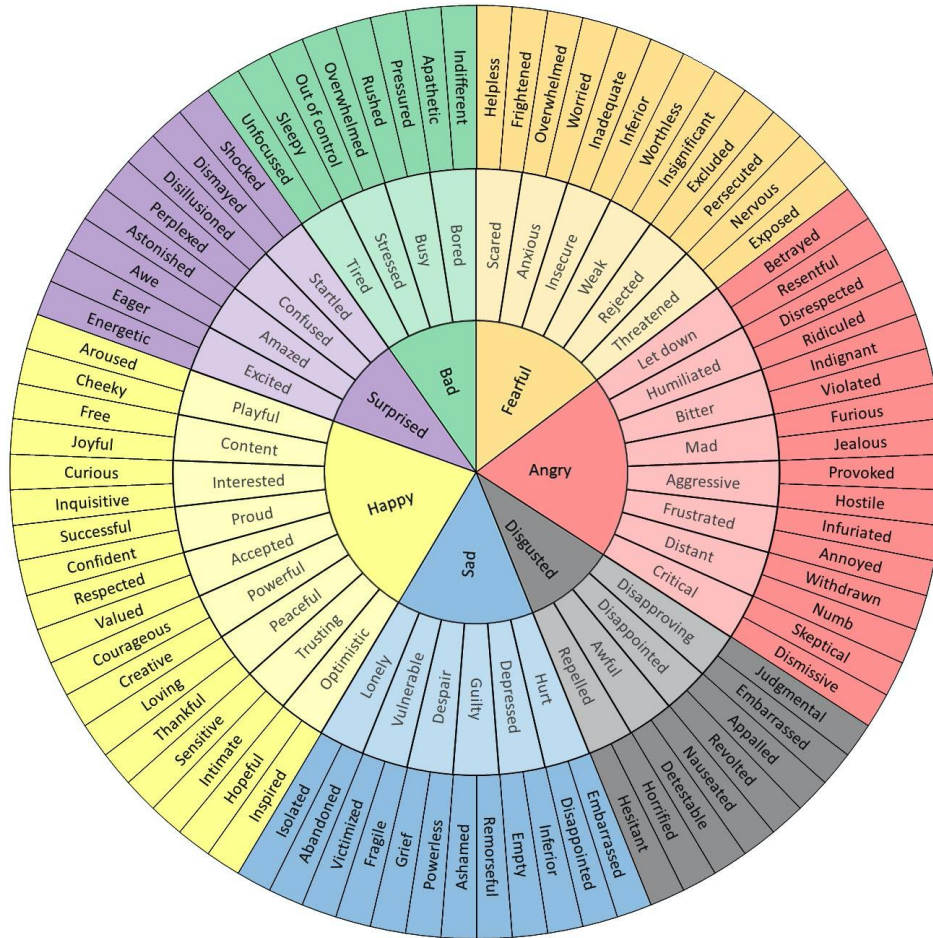 Fearful
Angry
Disgusted
Sad
Happy
Surprised
Bad
Scared
Anxious
Insecure
Weak
Rejected
Threatened
Let down
Humiliated
Bitter
Mad
Aggressive
Frustrated
Distant
Critical
Disapproving
Disappointed
Awful
Repelled
Hurt
Depressed
Guilty
Despair
Vulnerable
Lonely
Optimistic
Trusting
Peaceful
Powerful
Accepted
Proud
Interested
Content
Playful
Excited
Amazed
Confused
Startled
Tired
Stressed
Busy
Bored
Helpless
Frightened
Overwhelmed
Worried
Inadequate
Inferior
Worthless
Insignificant
Excluded
Persecuted
Nervous
Exposed
Betrayed
Resentful
Disrespected
Ridiculed
Indignant
Violated
Furious
Jealous
Provoked
Hostile
Infuriated
Annoyed
Withdrawn
Numb
Skeptical
Dismissive
Judgmental
Embarrassed
Appalled
Revolted
Nauseated
Detestable
Horrified
Hesitant
Embarrassed
Disappointed
Inferior
Empty
Remorseful
Ashamed
Powerless
Grief
Fragile
Victimized
Abandoned
Isolated
Inspired
Hopeful
Intimate
Sensitive
Thankful
Loving
Creative
Courageous
Valued
Respected
Confident
Successful
Inquisitive
Curious
Joyful
Free
Cheeky
Aroused
Energetic
Eager
Awe
Astonished
Perplexed
Disillusioned
Dismayed
Shocked
Unfocussed
Sleepy
Out of control
Overwhelmed
Rushed
Pressured
Apathetic
Indifferent